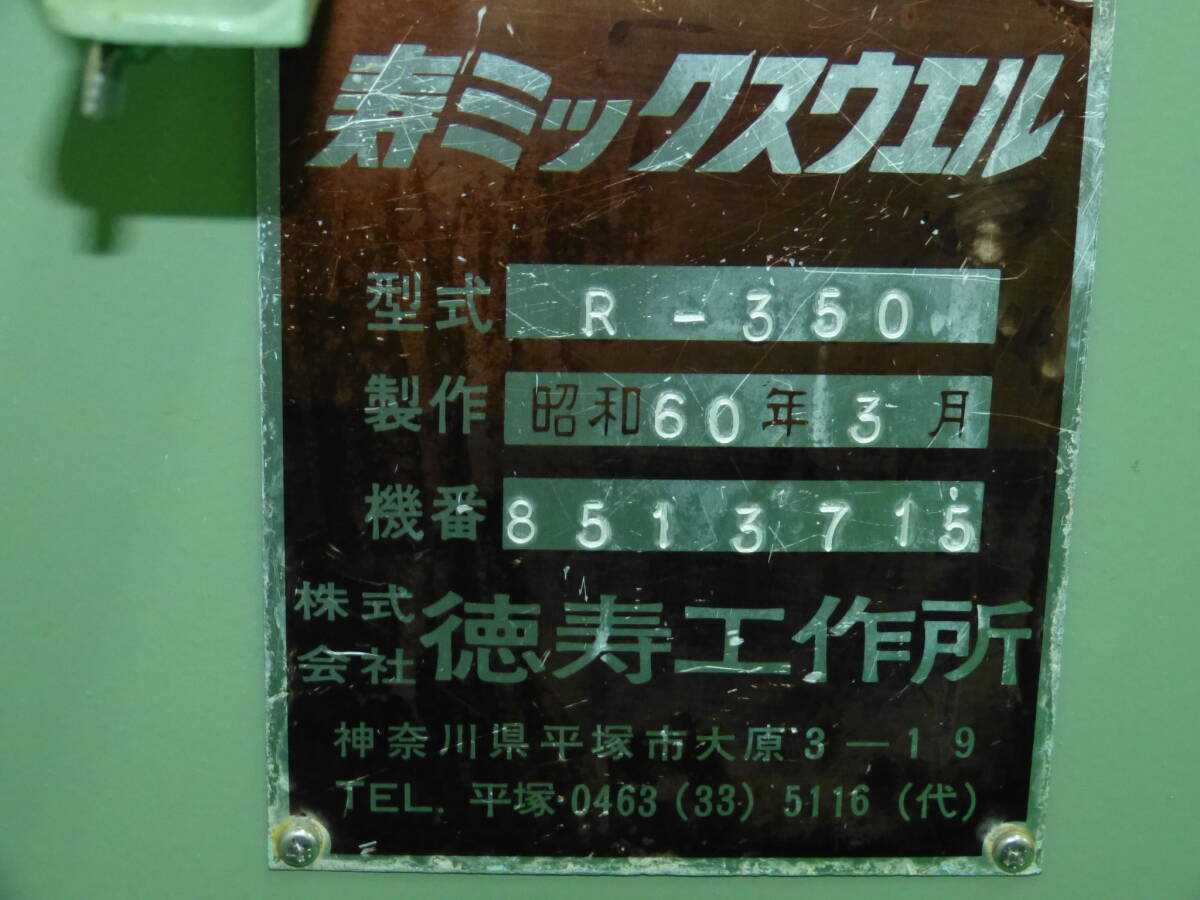 寿ミックスウエル
型式 R-350
製作 昭和60年3月
機番 8513715
株式会社 徳寿工作所
神奈川県平塚市大原3―19
TEL. 平塚 0463 (33) 5116 (代)